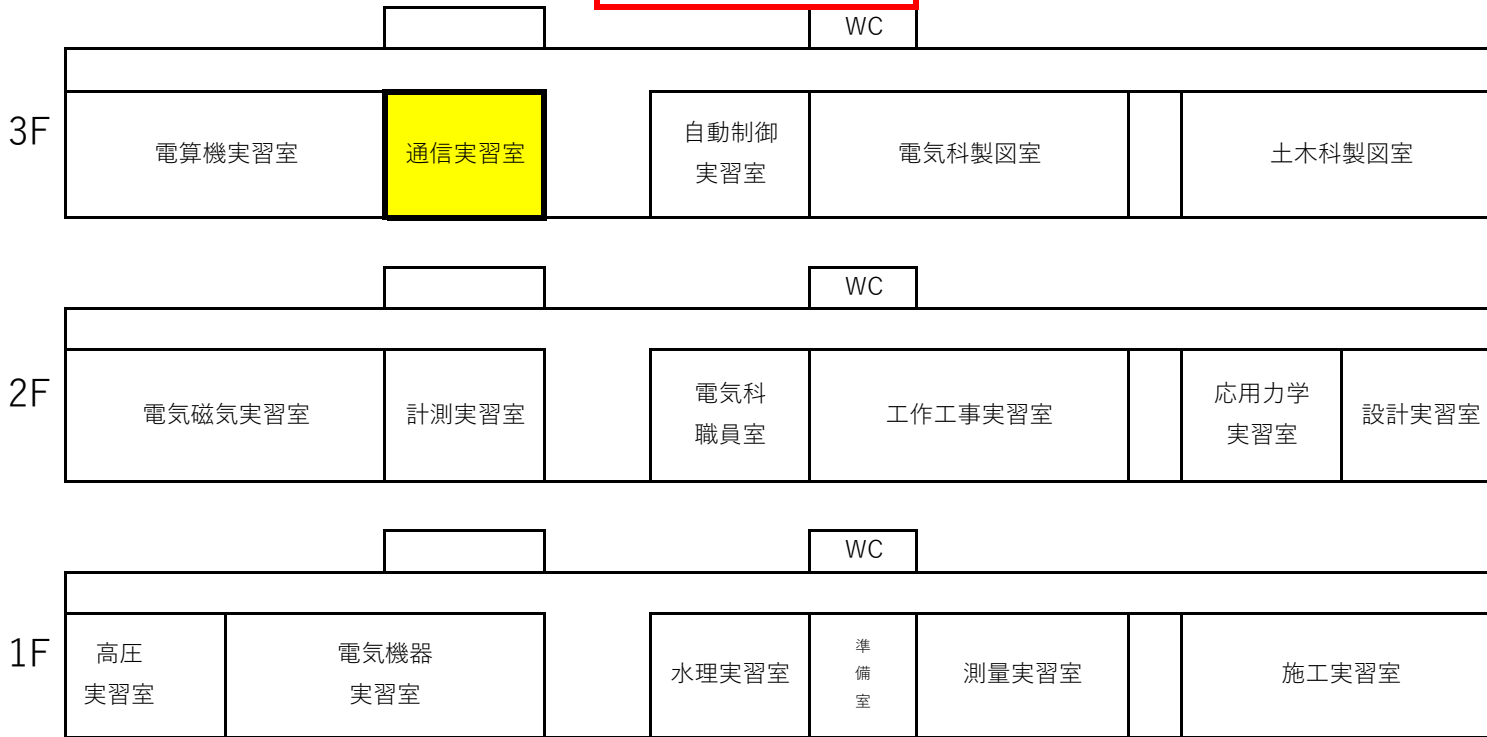 WC
3F
電算機実習室
通信実習室
自動制御
実習室
電気科製図室
土木科製図室
WC
2F
電気磁気実習室
計測実習室
電気科
職員室
工作工事実習室
応用力学
実習室
設計実習室
WC
1F
高圧
実習室
電気機器
実習室
水理実習室
準
備
室
測量実習室
施工実習室